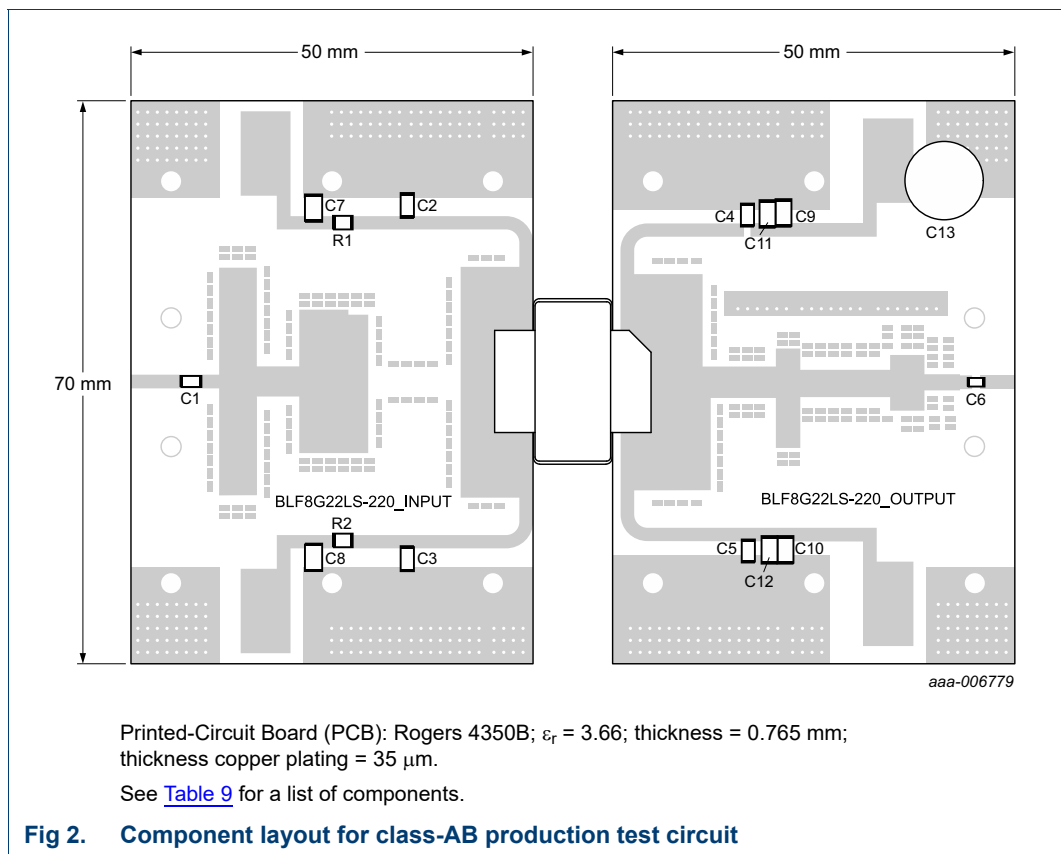 50 mm
50 mm
C7
C2
R1
C4
C9
C11
C13
70 mm
C1
C6
BLF8G22LS-220_INPUT
BLF8G22LS-220_OUTPUT
R2
C8
C3
C5
C10
C12
aaa-006779
Printed-Circuit Board (PCB): Rogers 4350B; εr = 3.66; thickness = 0.765 mm;
thickness copper plating = 35 μm.
See Table 9 for a list of components.
Fig 2. Component layout for class-AB production test circuit